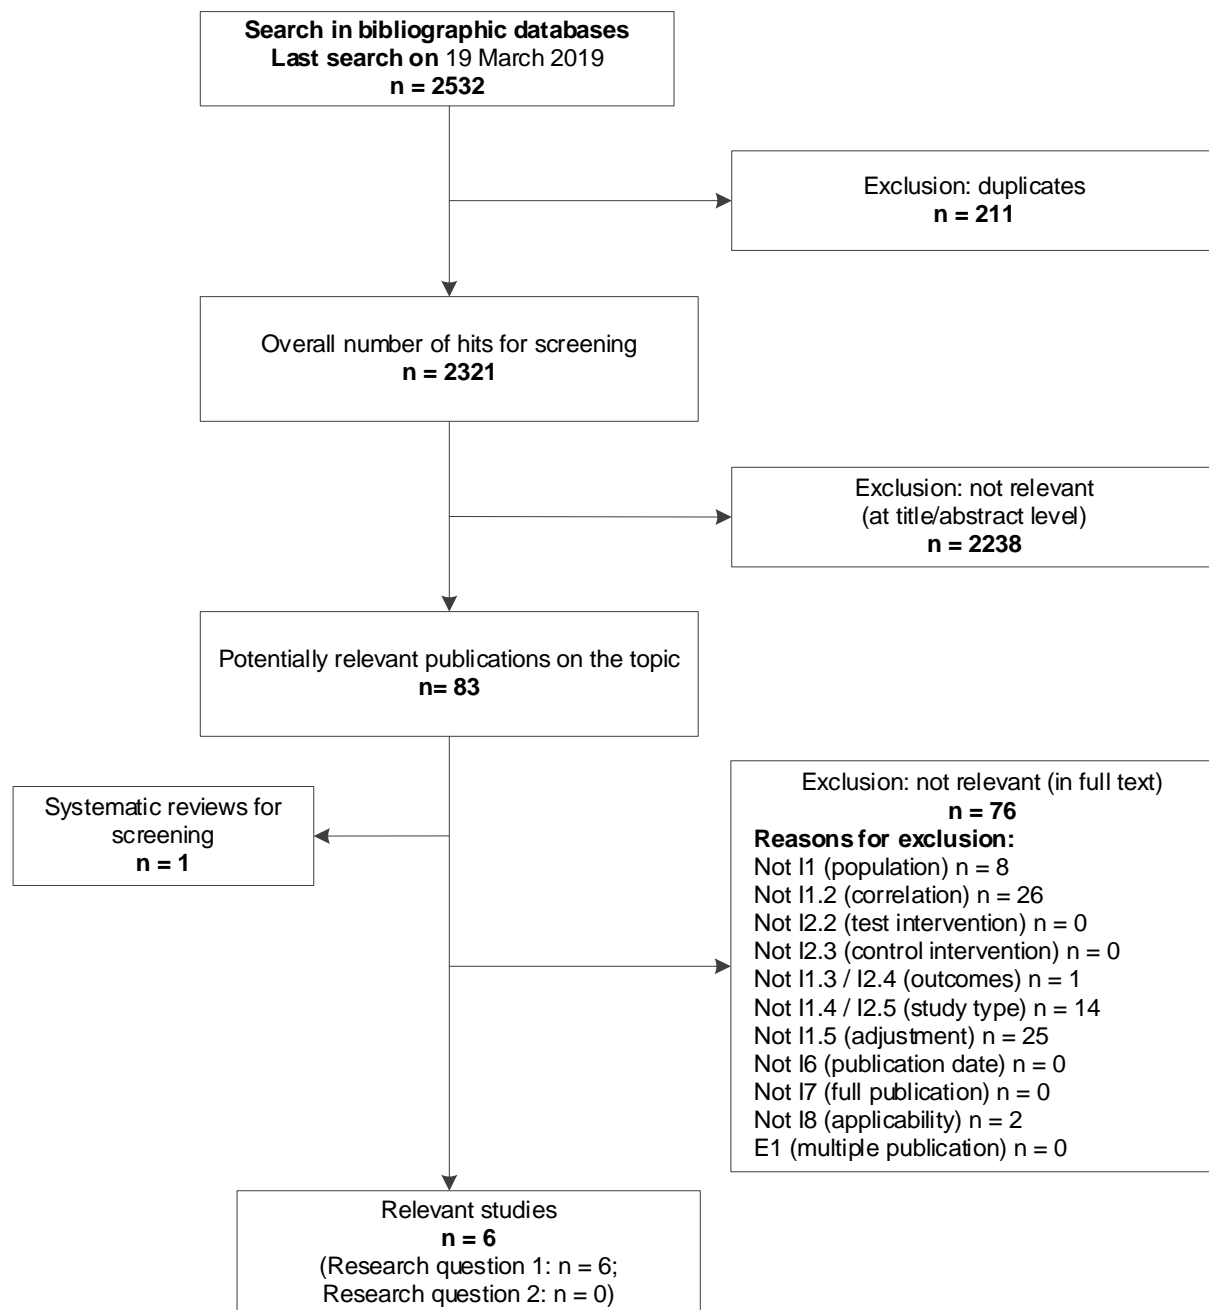 Search in bibliographic databases
Last search on 19 March 2019
n = 2532
Exclusion: duplicates
n = 211
Overall number of hits for screening
n = 2321
Exclusion: not relevant
(at title/abstract level)
n = 2238
Potentially relevant publications on the topic
n= 83
Systematic reviews for
screening
n = 1
Exclusion: not relevant (in full text)
n = 76
Reasons for exclusion:
Not I1 (population) n = 8
Not I1.2 (correlation) n = 26
Not I2.2 (test intervention) n = 0
Not I2.3 (control intervention) n = 0
Not I1.3 / I2.4 (outcomes) n = 1
Not I1.4 / I2.5 (study type) n = 14
Not I1.5 (adjustment) n = 25
Not I6 (publication date) n = 0
Not I7 (full publication) n = 0
Not I8 (applicability) n = 2
E1 (multiple publication) n = 0
Relevant studies
n = 6
(Research question 1: n = 6;
Research question 2: n = 0)